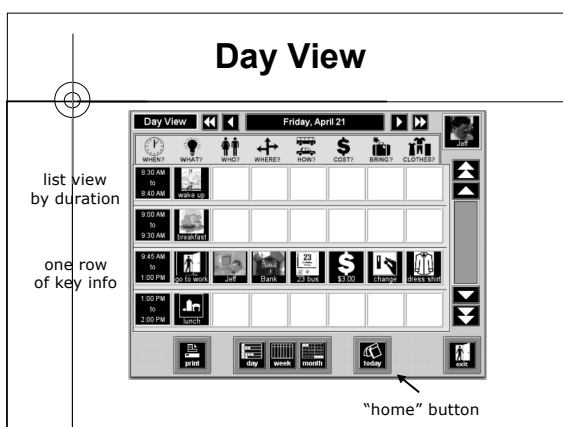 Day View
Day View
Friday, April 21
Jeff
WHEN? WHAT? WHO? WHERE? HOW? COST? BRING? CLOTHES?
list view
by duration
8:30 AM
to
8:40 AM
wake up
9:00 AM
to
9:30 AM
breakfast
one row
of key info
9:45 AM
to
1:00 PM
23
$
go to work Jeff Bank 23 bus $3.00 change dress shirt
1:00 PM
to
2:00 PM
lunch
print day week month today exit
"home" button